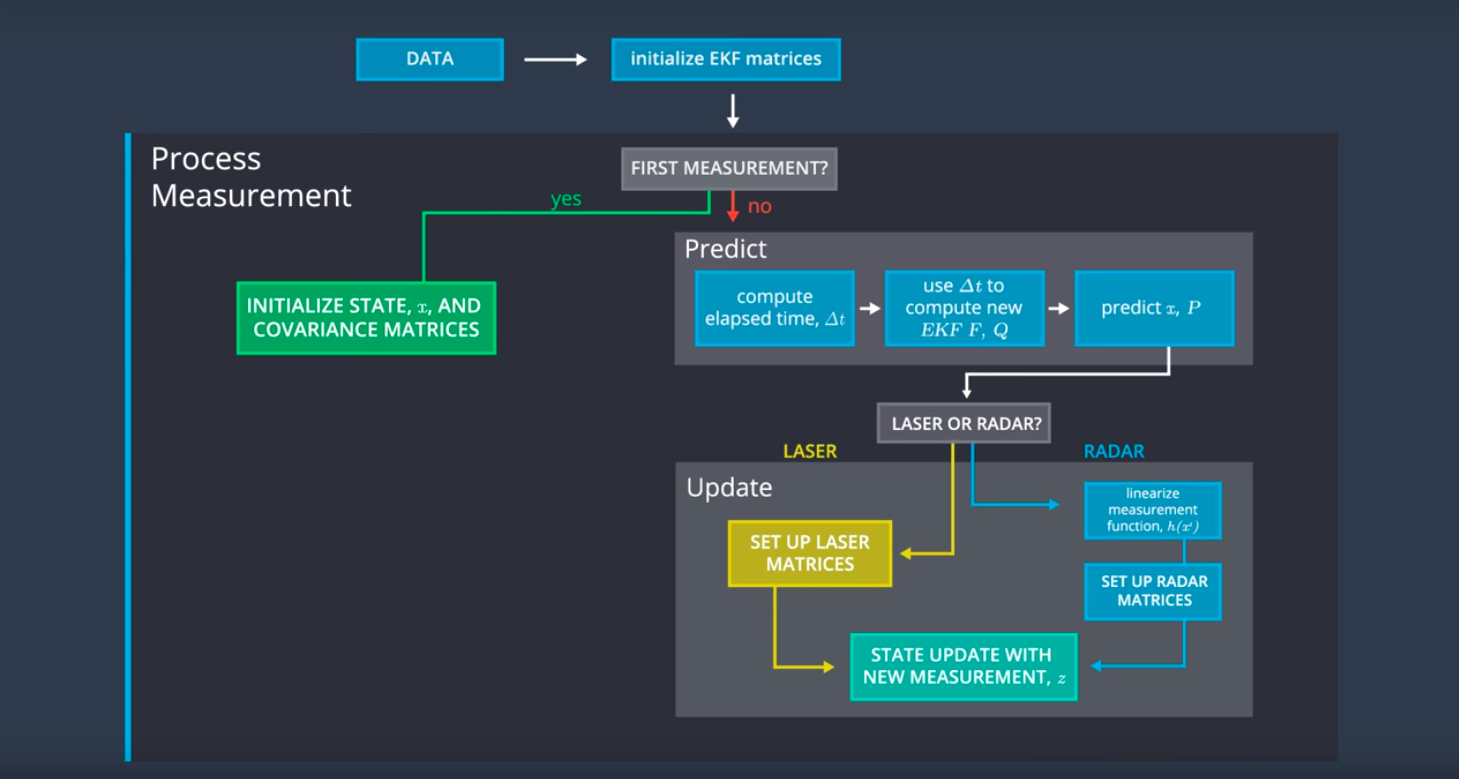 DATA
initialize EKF matrices
Process
Measurement
FIRST MEASUREMENT?
yes
no
INITIALIZE STATE, x, AND
COVARIANCE MATRICES
Predict
compute
elapsed time, Δt
use Δt to
compute new
EKF F, Q
predict x, P
LASER OR RADAR?
LASER
RADAR
Update
linearize
measurement
function, h(x')
SET UP LASER
MATRICES
SET UP RADAR
MATRICES
STATE UPDATE WITH
NEW MEASUREMENT, z